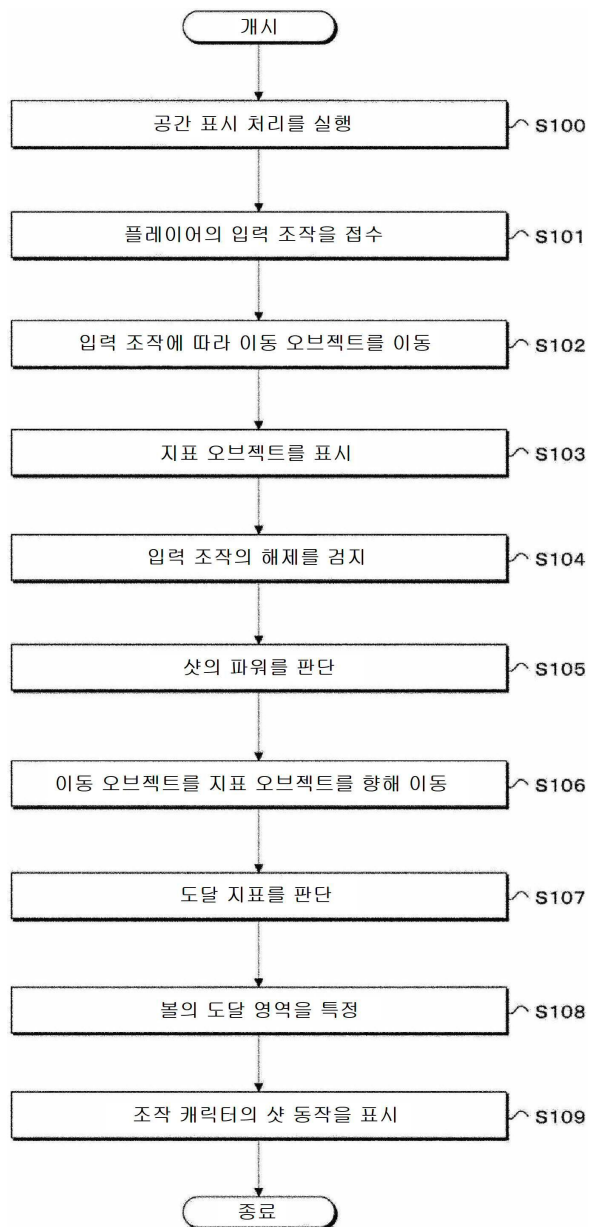 개시
공간 표시 처리를 실행 S100
플레이어의 입력 조작을 접수 S101
입력 조작에 따라 이동 오브젝트를 이동 S102
지표 오브젝트를 표시 S103
입력 조작의 해제를 검지 S104
샷의 파워를 판단 S105
이동 오브젝트를 지표 오브젝트를 향해 이동 S106
도달 지표를 판단 S107
볼의 도달 영역을 특정 S108
조작 캐릭터의 샷 동작을 표시 S109
종료